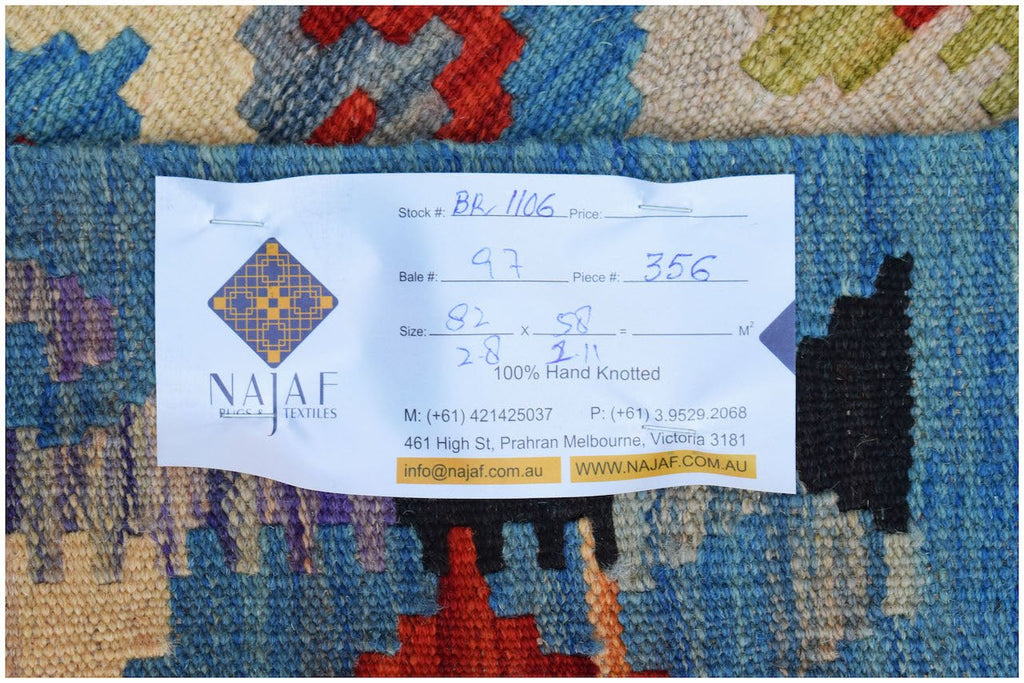 Stock #: BR 1106 Price:
Bale #: 97 Piece #: 356
Size: 82 x 58 = M²
2-8 2-11
100% Hand Knotted
NAJAF
RUGS & TEXTILES
M: (+61) 421425037 P: (+61) 3.9529.2068
461 High St, Prahran Melbourne, Victoria 3181
info@najaf.com.au WWW.NAJAF.COM.AU